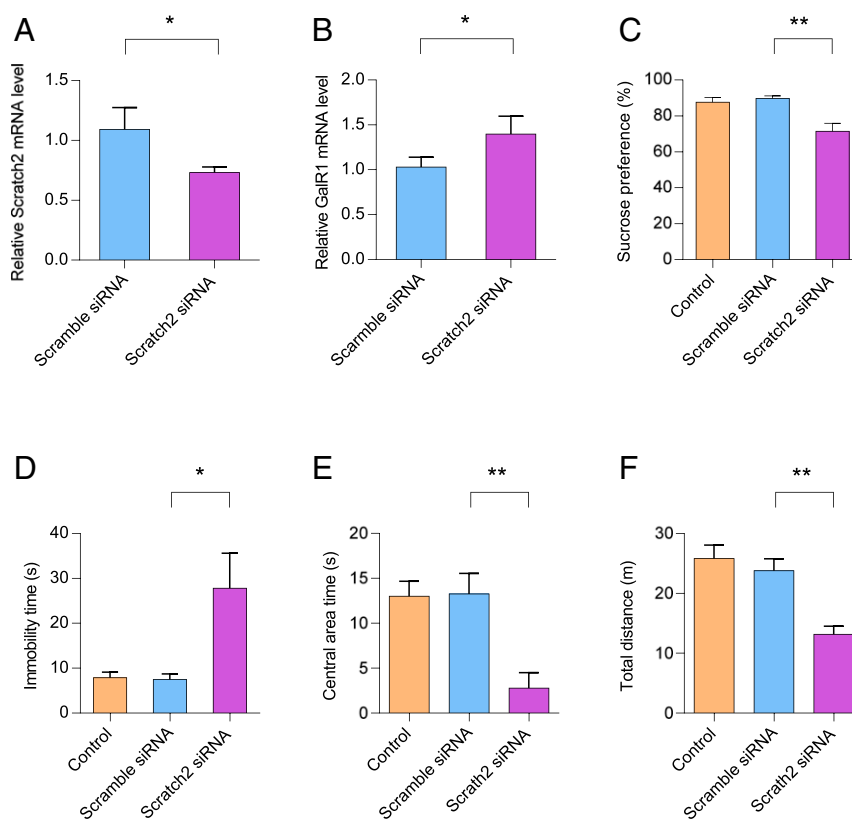 A
*
Relative Scratch2 mRNA level
1.5
1.0
0.5
0.0
Scramble siRNA
Scratch2 siRNA
B
*
Relative GalR1 mRNA level
2.0
1.5
1.0
0.5
0.0
Scarmble siRNA
Scratch2 siRNA
C
**
Sucrose preference (%)
100
80
60
40
20
0
Control
Scramble siRNA
Scratch2 siRNA
D
*
Immobility time (s)
40
30
20
10
0
Control
Scramble siRNA
Scratch2 siRNA
E
**
Central area time (s)
20
15
10
5
0
Control
Scramble siRNA
Scrath2 siRNA
F
**
Total distance (m)
30
20
10
0
Control
Scramble siRNA
Scrath2 siRNA